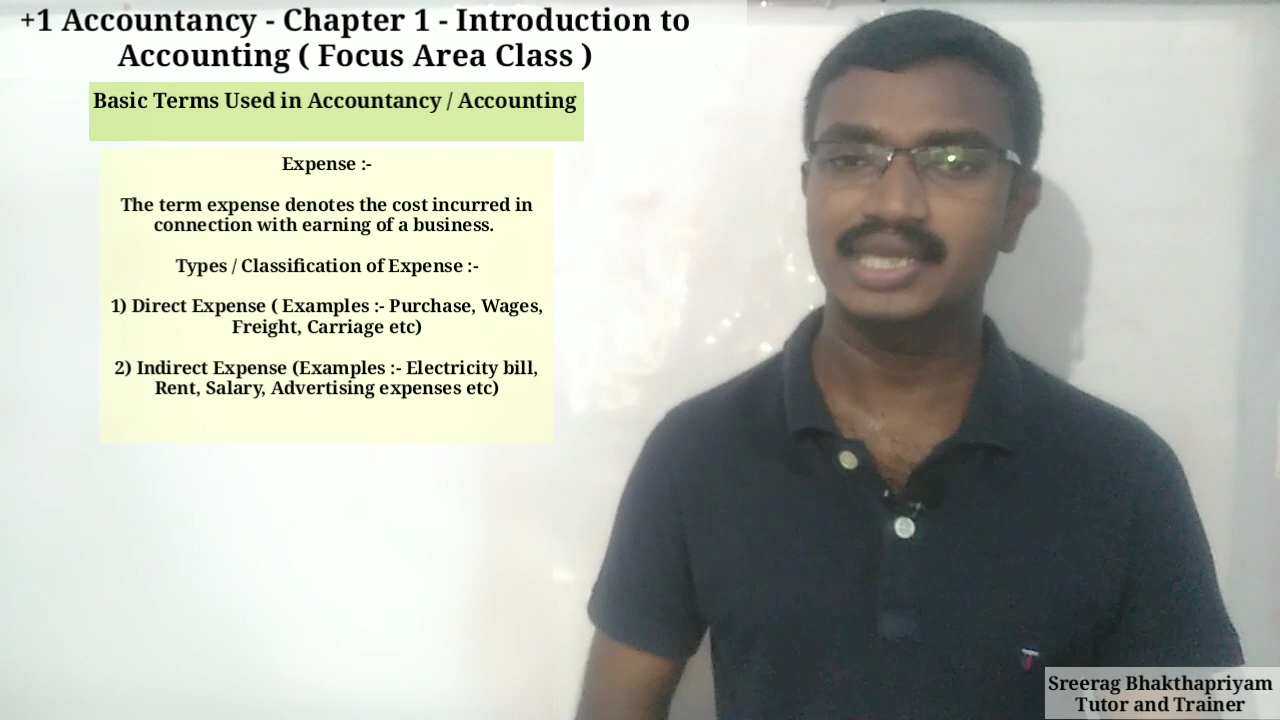 +1 Accountancy - Chapter 1 - Introduction to
Accounting ( Focus Area Class )
Basic Terms Used in Accountancy / Accounting
Expense :-
The term expense denotes the cost incurred in
connection with earning of a business.
Types / Classification of Expense :-
1) Direct Expense ( Examples :- Purchase, Wages,
Freight, Carriage etc)
2) Indirect Expense (Examples :- Electricity bill,
Rent, Salary, Advertising expenses etc)
Sreerag Bhakthapriyam
Tutor and Trainer